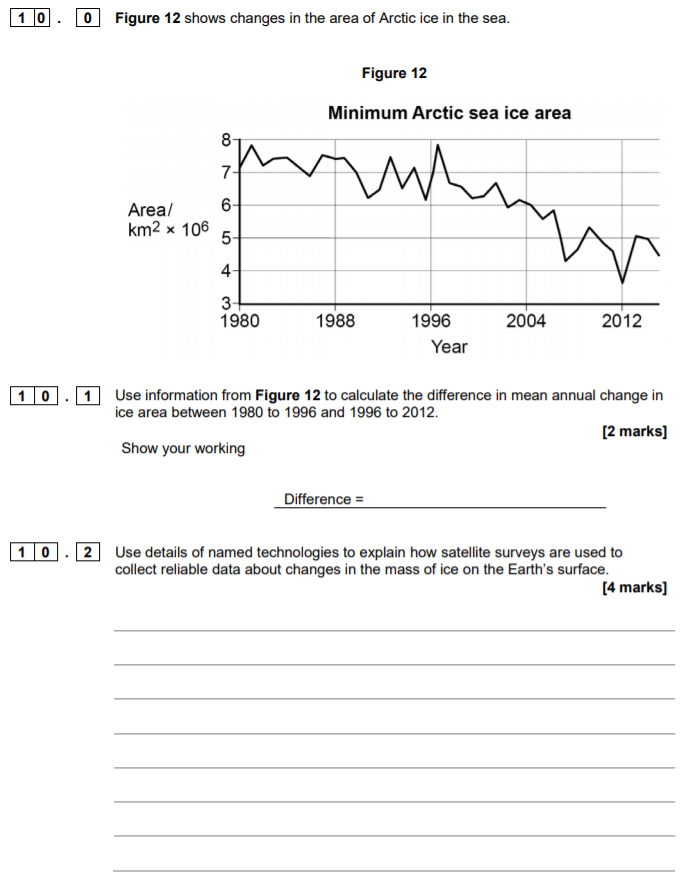 1 0 . 0 Figure 12 shows changes in the area of Arctic ice in the sea.
Figure 12
Minimum Arctic sea ice area
8
7
6
5
4
3
Area/
km² × 10⁶
1980 1988 1996 2004 2012
Year
1 0 . 1 Use information from Figure 12 to calculate the difference in mean annual change in
ice area between 1980 to 1996 and 1996 to 2012.
[2 marks]
Show your working
Difference =
1 0 . 2 Use details of named technologies to explain how satellite surveys are used to
collect reliable data about changes in the mass of ice on the Earth's surface.
[4 marks]